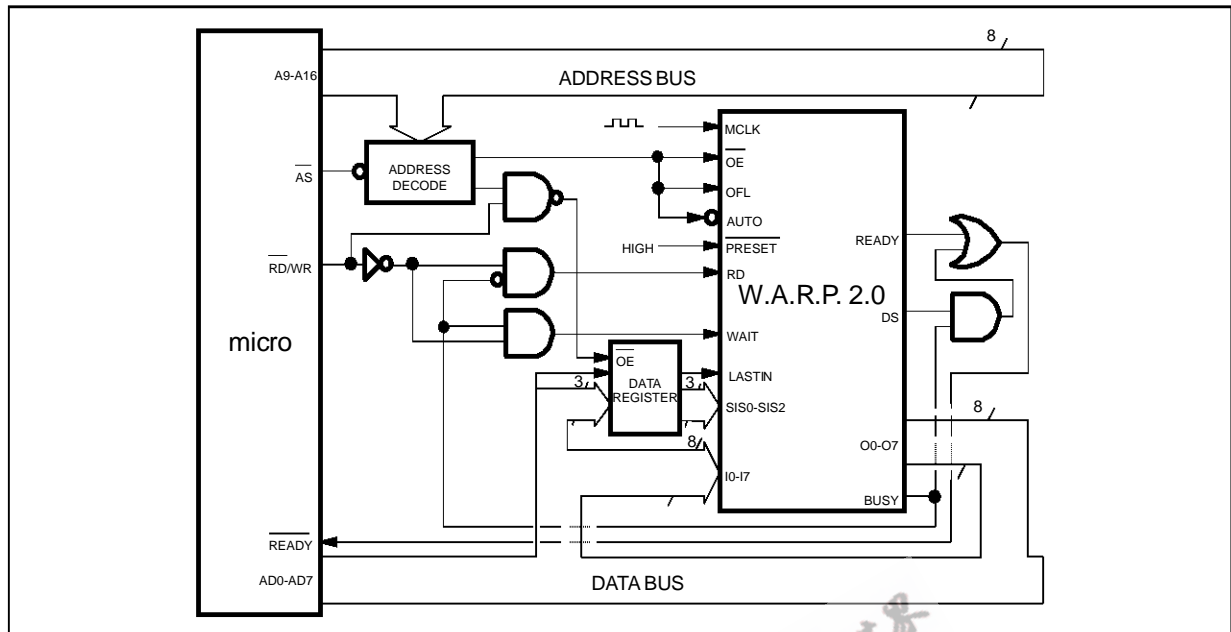 8
A9-A16
ADDRESS BUS
MCLK
AS
ADDRESS
DECODE
OE
OFL
AUTO
HIGH
PRESET
READY
RD/WR
RD
W.A.R.P. 2.0
DS
micro
WAIT
OE
LASTIN
3
DATA
REGISTER
3
SIS0-SIS2
8
8
O0-O7
I0-I7
BUSY
READY
AD0-AD7
DATA BUS